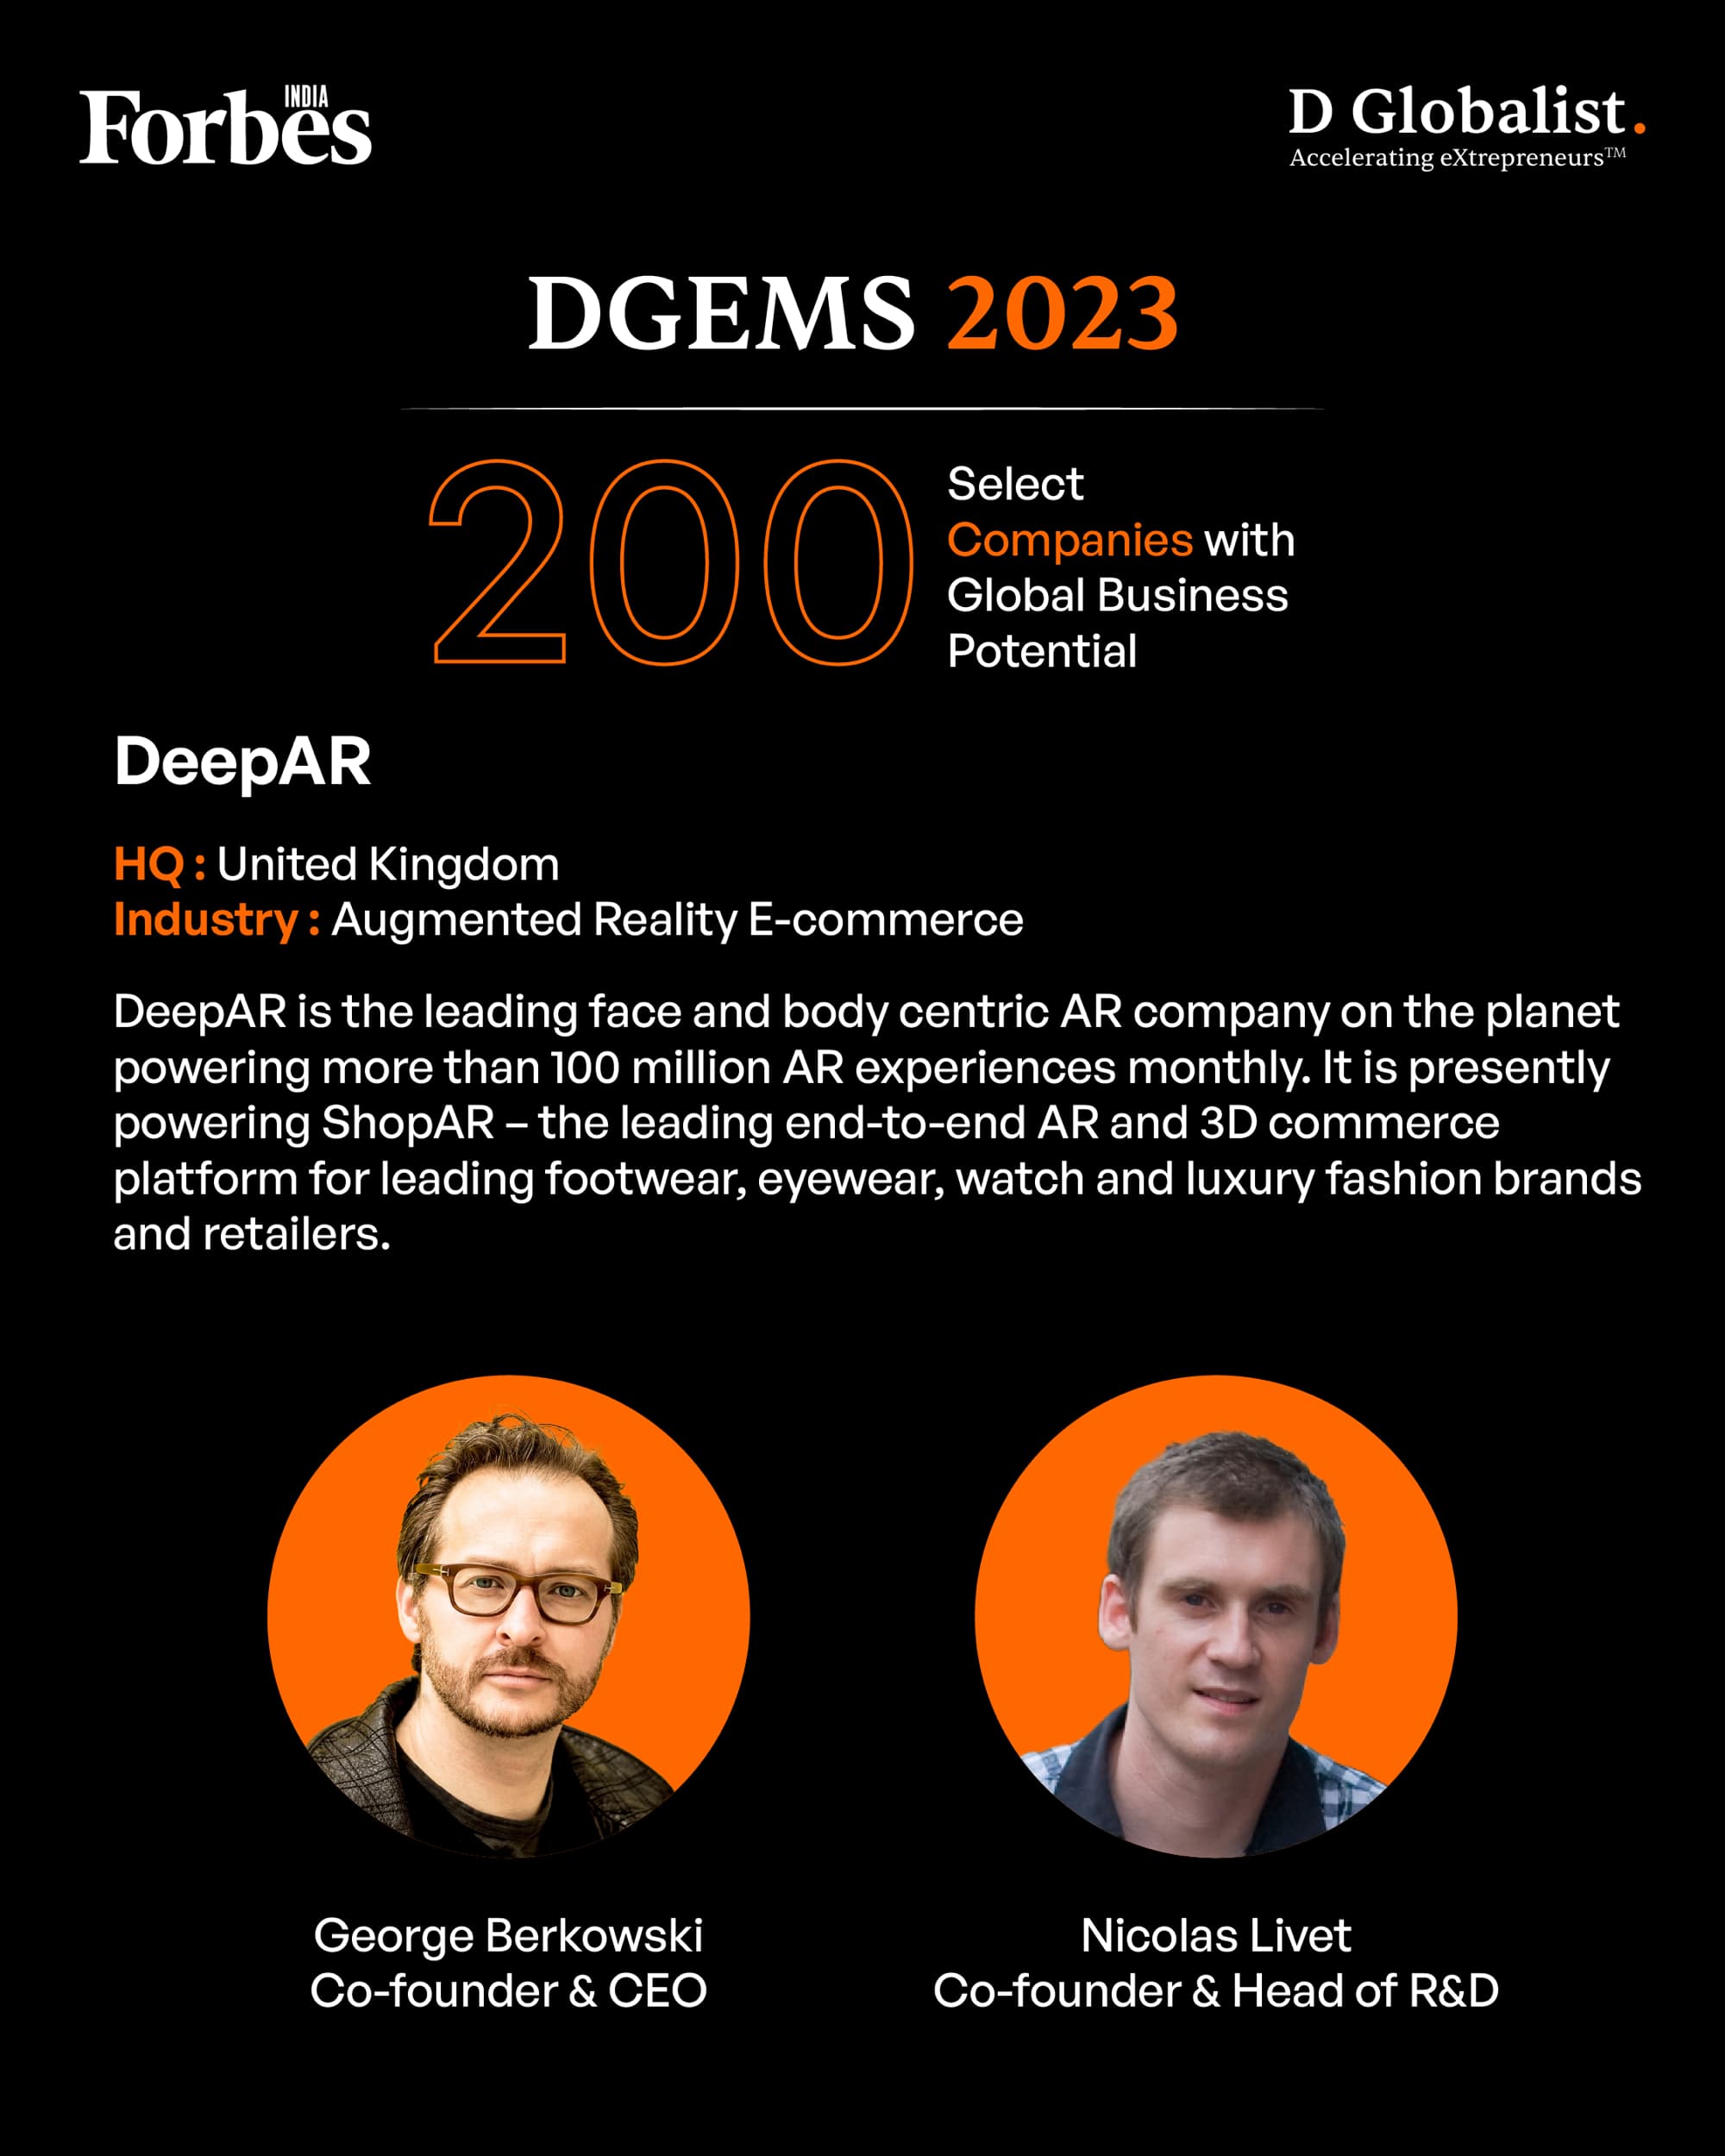 Forbes INDIA
D Globalist.
Accelerating eXtrepreneurs™
DGEMS 2023
200
Select
Companies with
Global Business
Potential
DeepAR
HQ : United Kingdom
Industry : Augmented Reality E-commerce
DeepAR is the leading face and body centric AR company on the planet
powering more than 100 million AR experiences monthly. It is presently
powering ShopAR – the leading end-to-end AR and 3D commerce
platform for leading footwear, eyewear, watch and luxury fashion brands
and retailers.
George Berkowski
Co-founder & CEO
Nicolas Livet
Co-founder & Head of R&D